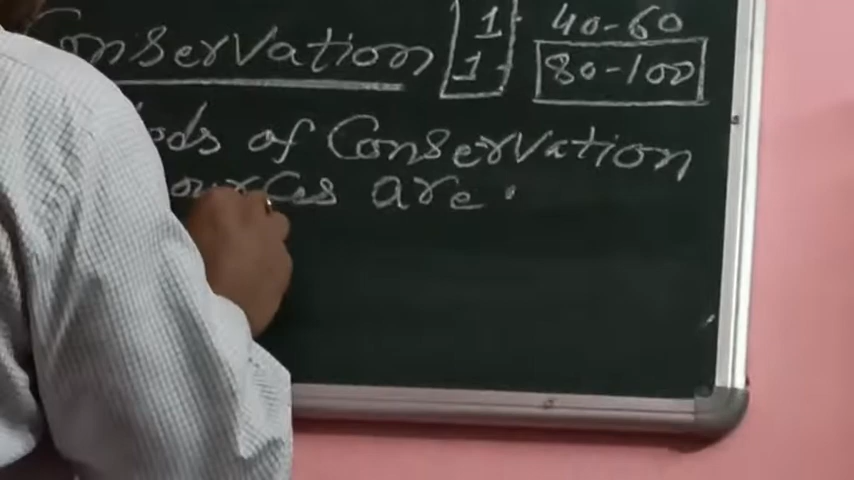 Conservation
1 40-60
1 80-100
of Conservation
are